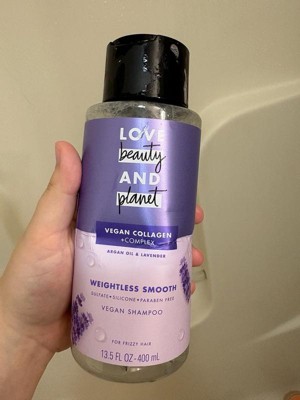 LOVE
beauty
AND
planet
VEGAN COLLAGEN
+COMPLEX
ARGAN OIL & LAVENDER
WEIGHTLESS SMOOTH
SULFATE•SILICONE•PARABEN FREE
VEGAN SHAMPOO
FOR FRIZZY HAIR
13.5 FL OZ-400 mL